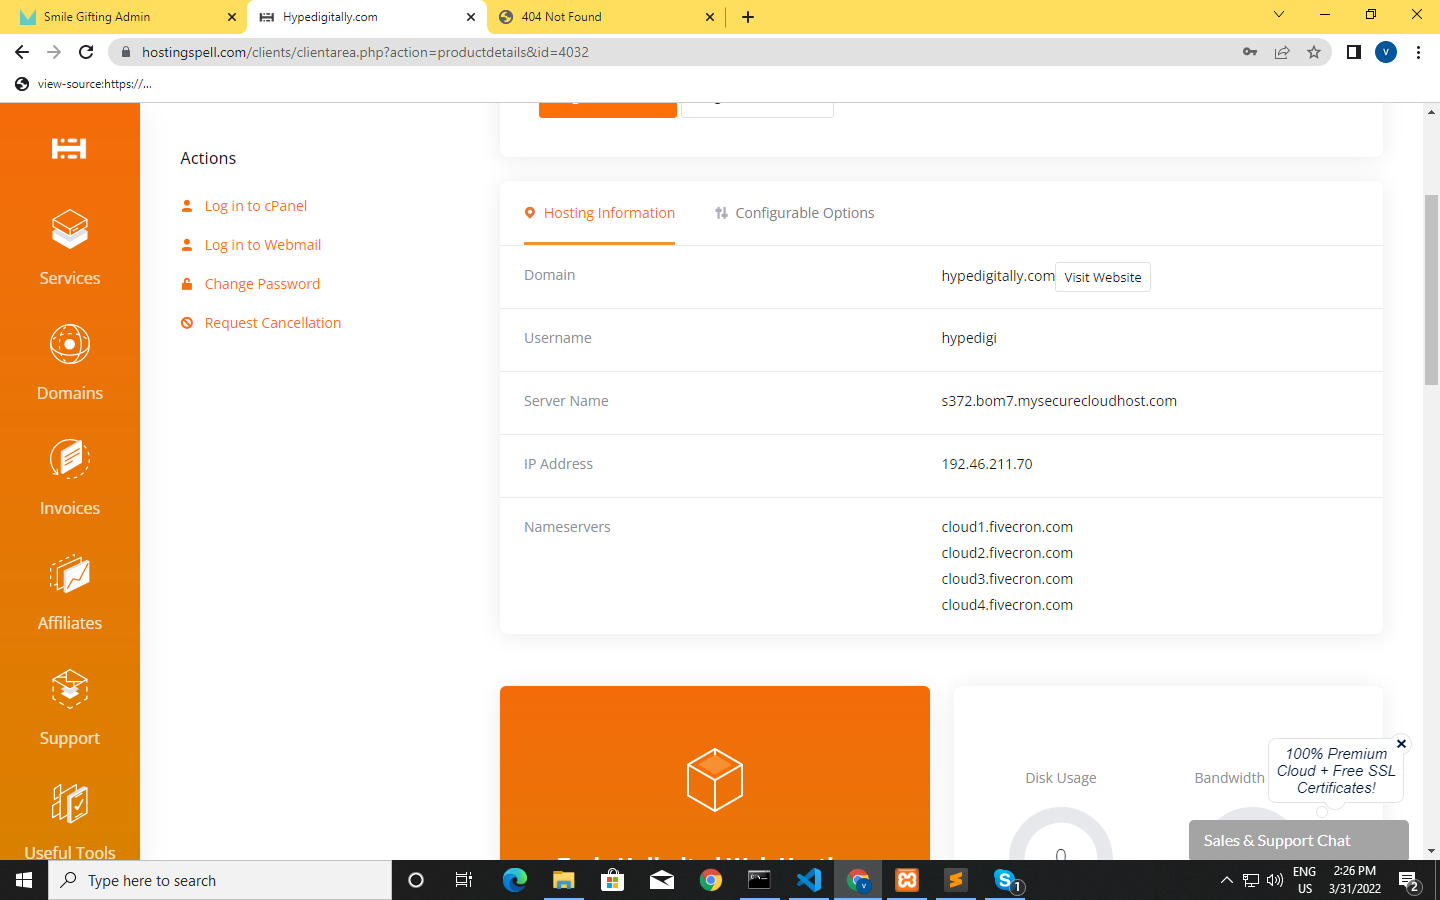 Smile Gifting Admin
Hypedigitally.com
404 Not Found
hostingspell.com/clients/clientarea.php?action=productdetails&id=4032
V
view-source:https://...
Services
Domains
Invoices
Affiliates
Support
Useful Tools
Actions
Log in to cPanel
Log in to Webmail
Change Password
Request Cancellation
Hosting Information
Configurable Options
Domain
hypedigitally.com
Visit Website
Username
hypedigi
Server Name
s372.bom7.mysecurecloudhost.com
IP Address
192.46.211.70
Nameservers
cloud1.fivecron.com
cloud2.fivecron.com
cloud3.fivecron.com
cloud4.fivecron.com
Disk Usage
Bandwidth
100% Premium
Cloud + Free SSL
Certificates!
Sales & Support Chat
Type here to search
1
ENG
US
2:26 PM
3/31/2022
2